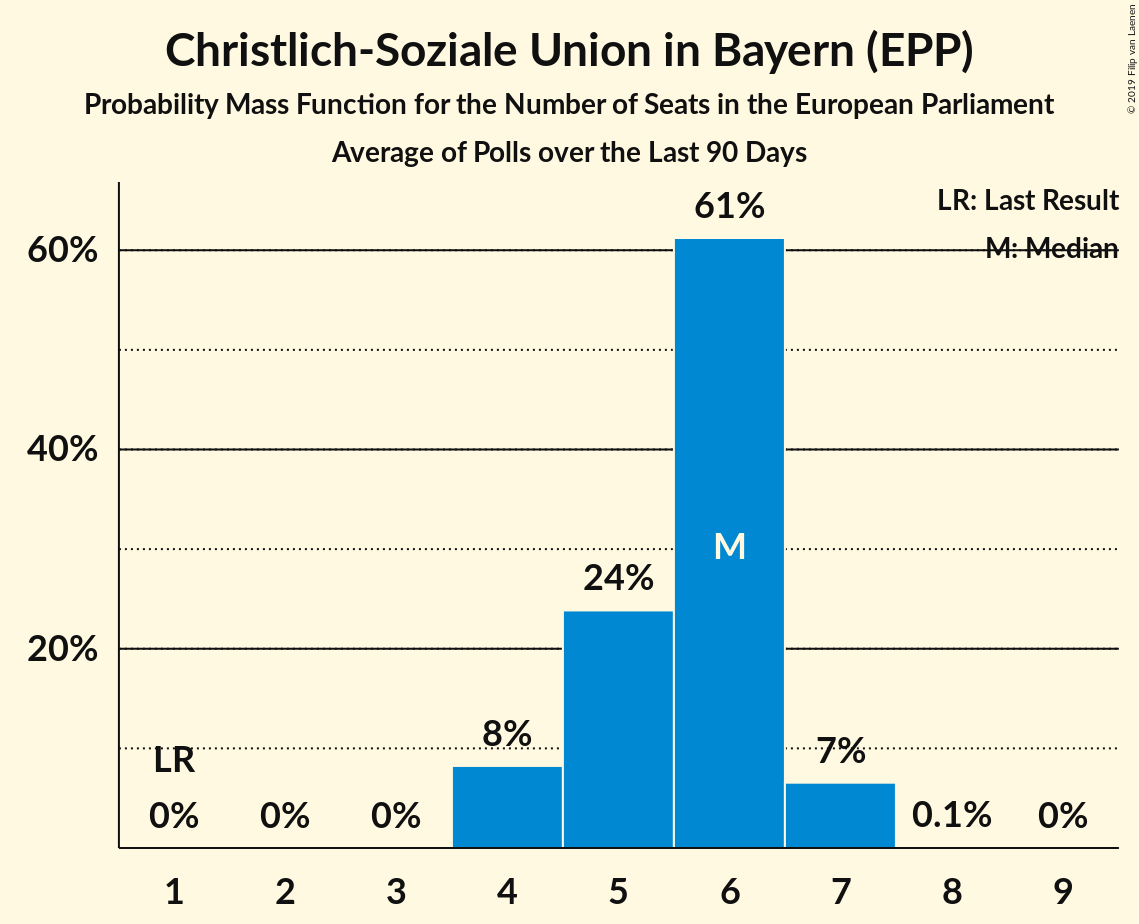 Christlich-Soziale Union in Bayern (EPP)
Probability Mass Function for the Number of Seats in the European Parliament
Average of Polls over the Last 90 Days
© 2019 Filip van Laenen
LR: Last Result
M: Median
61%
60%
40%
M
24%
20%
8%
7%
LR
0%
0%
0%
0.1%
0%
1 2 3 4 5 6 7 8 9